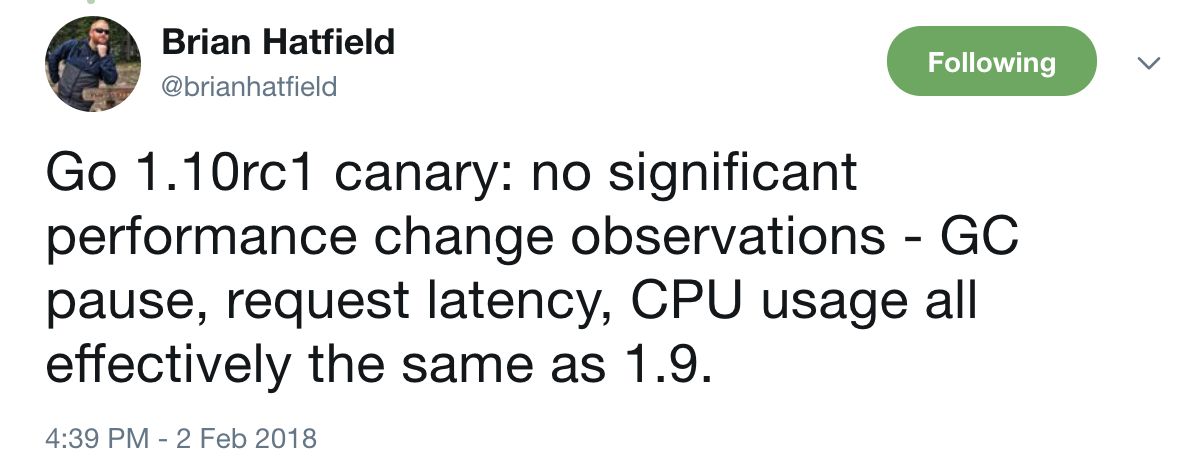 Brian Hatfield
@brianhatfield
Following
Go 1.10rc1 canary: no significant
performance change observations - GC
pause, request latency, CPU usage all
effectively the same as 1.9.
4:39 PM - 2 Feb 2018